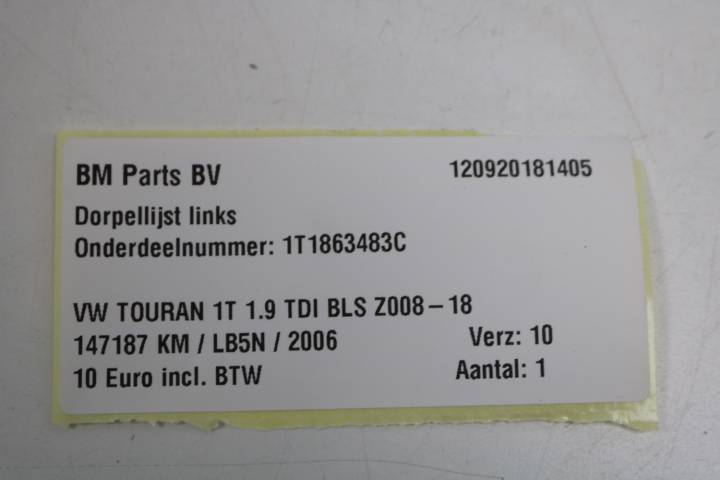 BM Parts BV 120920181405
Dorpellijst links
Onderdeelnummer: 1T1863483C
VW TOURAN 1T 1.9 TDI BLS Z008-18
147187 KM / LB5N / 2006 Verz: 10
10 Euro incl. BTW Aantal: 1